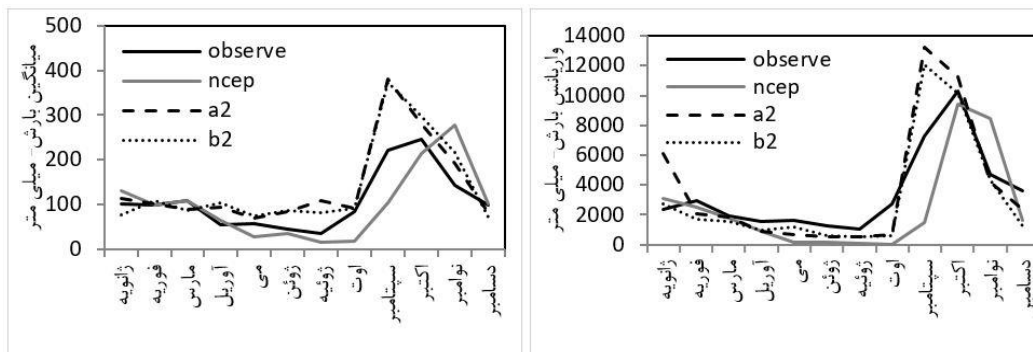 میانگین بارش- میلی متر
500
400
300
200
100
0
observe
ncep
a2
b2
ژانویه
فوریه
مارس
آوریل
می
ژوئن
ژوئیه
اوت
سپتامبر
اکتبر
نوامبر
دسامبر
واریانس بارش- میلی متر
14000
12000
10000
8000
6000
4000
2000
0
observe
ncep
a2
b2
ژانویه
فوریه
مارس
آوریل
می
ژوئن
ژوئیه
اوت
سپتامبر
اکتبر
نوامبر
دسامبر